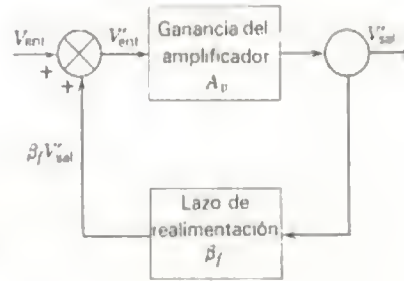 V_ent
+
+
V'_ent
Ganancia del
amplificador
A_v
V'_sal
β_f V'_sal
Lazo de
realimentación
β_f